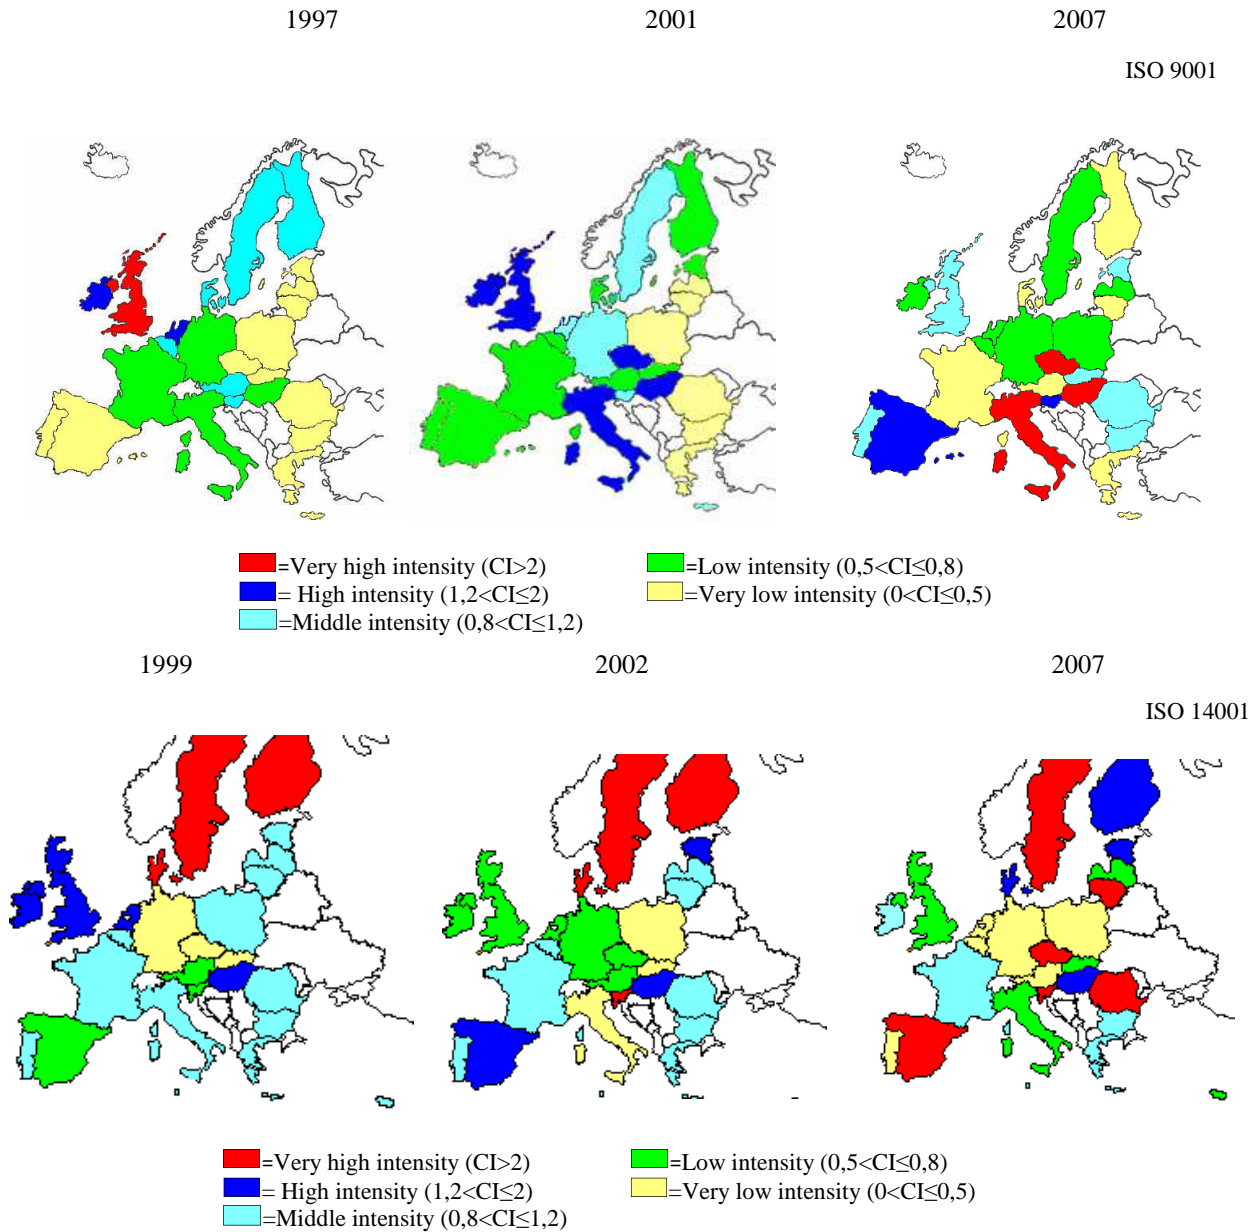 1997 2001 2007
ISO 9001
=Very high intensity (CI>2) =Low intensity (0,5<CI≤0,8)
= High intensity (1,2<CI≤2) =Very low intensity (0<CI≤0,5)
=Middle intensity (0,8<CI≤1,2)
1999 2002 2007
ISO 14001
=Very high intensity (CI>2) =Low intensity (0,5<CI≤0,8)
= High intensity (1,2<CI≤2) =Very low intensity (0<CI≤0,5)
=Middle intensity (0,8<CI≤1,2)